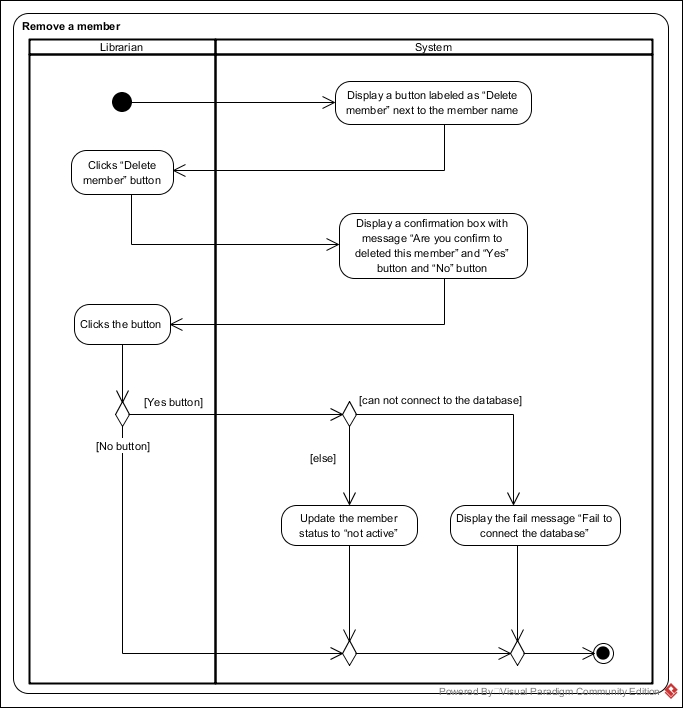 Remove a member
Librarian
System
Display a button labeled as “Delete
member” next to the member name
Clicks “Delete
member” button
Display a confirmation box with
message “Are you confirm to
deleted this member” and “Yes”
button and “No” button
Clicks the button
[Yes button]
[can not connect to the database]
[No button]
[else]
Update the member
status to “not active”
Display the fail message “Fail to
connect the database”
Powered By Visual Paradigm Community Edition